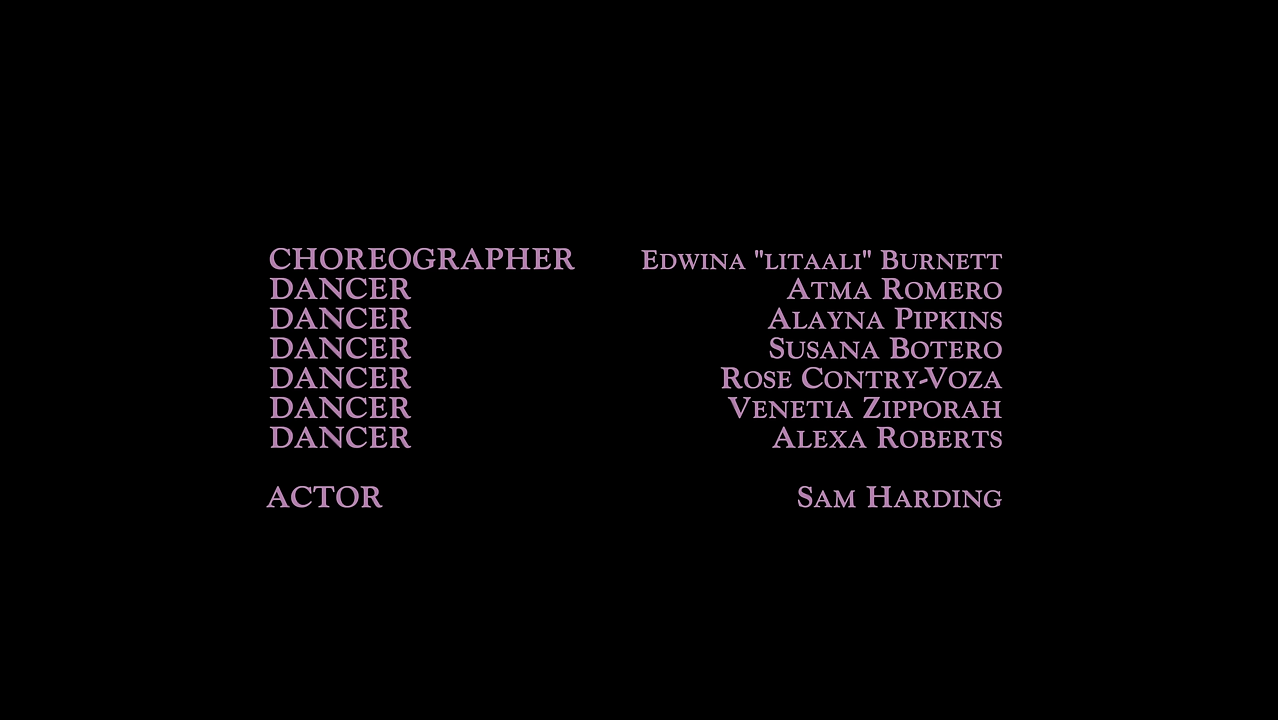 CHOREOGRAPHER Edwina "litaali" Burnett
DANCER Atma Romero
DANCER Alayna Pipkins
DANCER Susana Botero
DANCER Rose Contry-Voza
DANCER Venetia Zipporah
DANCER Alexa Roberts
ACTOR Sam Harding